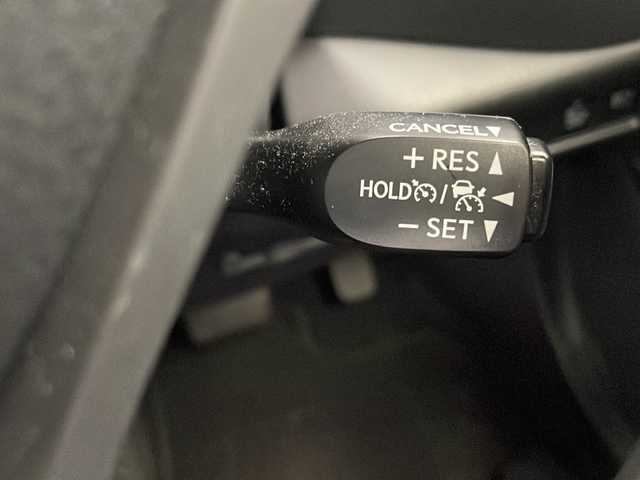 CANCEL▼
+ RES ▲
HOLD / ◀
− SET ▼